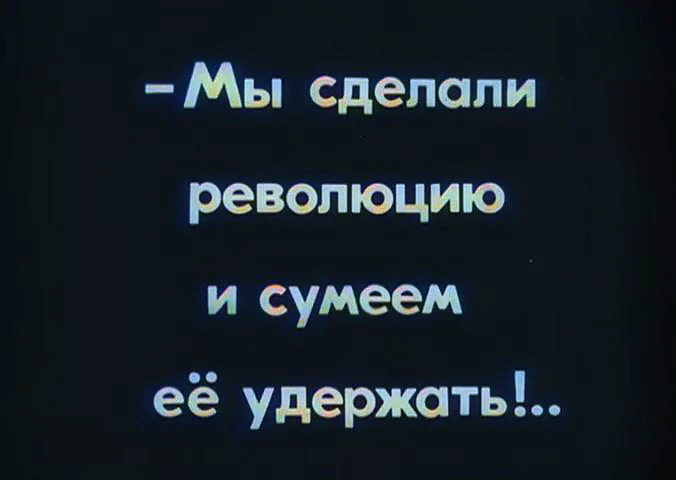 – Мы сделали
революцию
и сумеем
её удержать!..